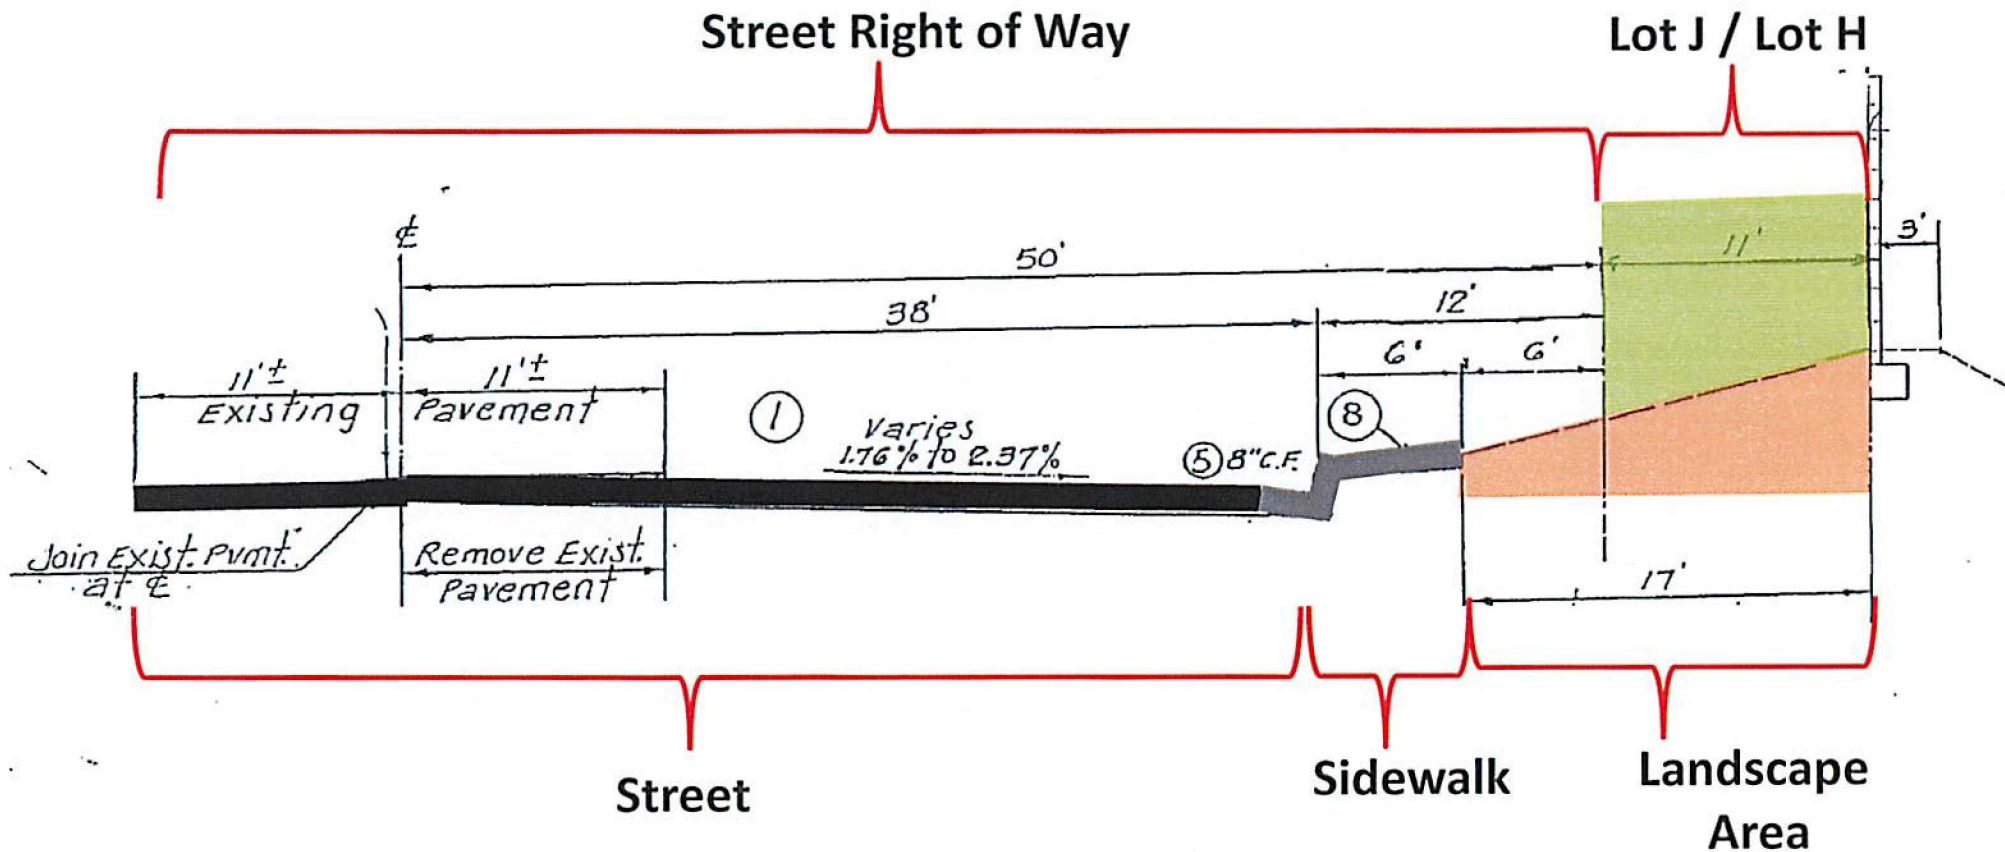 Street Right of Way
Lot J / Lot H
℄
50'
11'
3'
38'
12'
6'
6'
11'±
11'±
Existing
Pavement
1
Varies
1.76% to 2.37%
5 8" C.F.
8
Join Exist. Pvmt.
at ℄
Remove Exist.
Pavement
17'
Street
Sidewalk
Landscape
Area